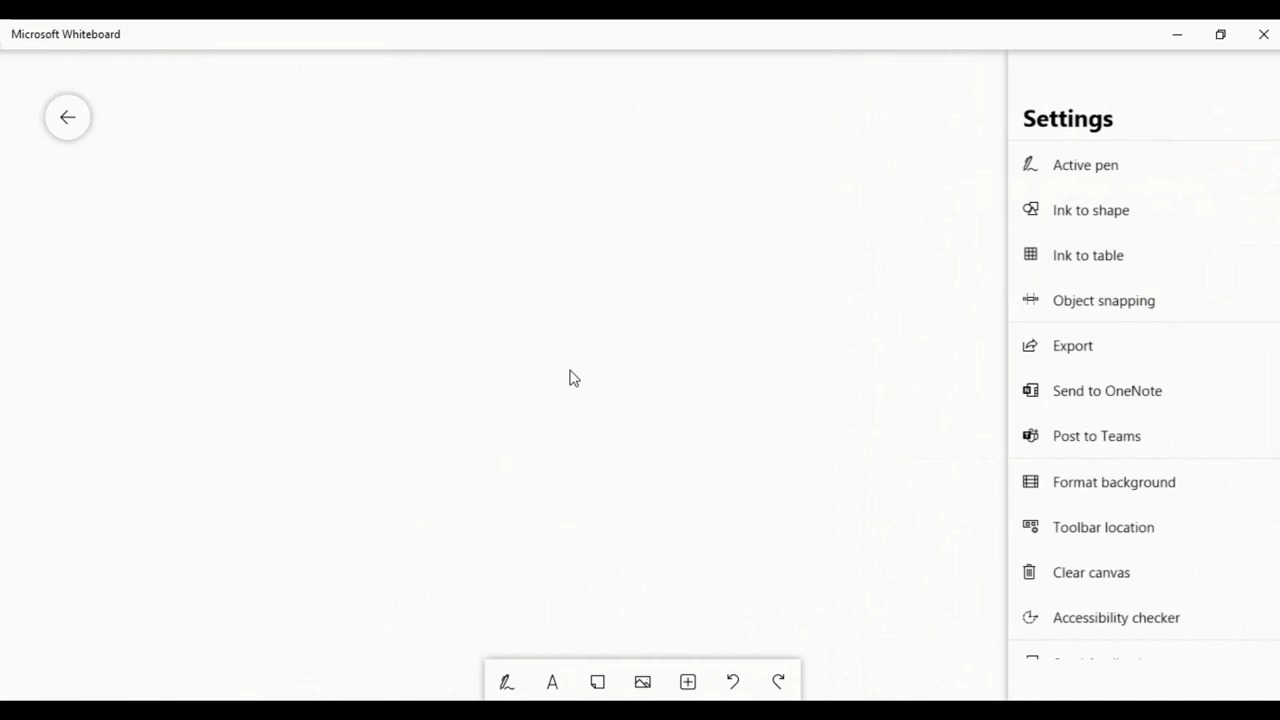 Microsoft Whiteboard
Settings
Active pen
Ink to shape
Ink to table
Object snapping
Export
Send to OneNote
Post to Teams
Format background
Toolbar location
Clear canvas
Accessibility checker